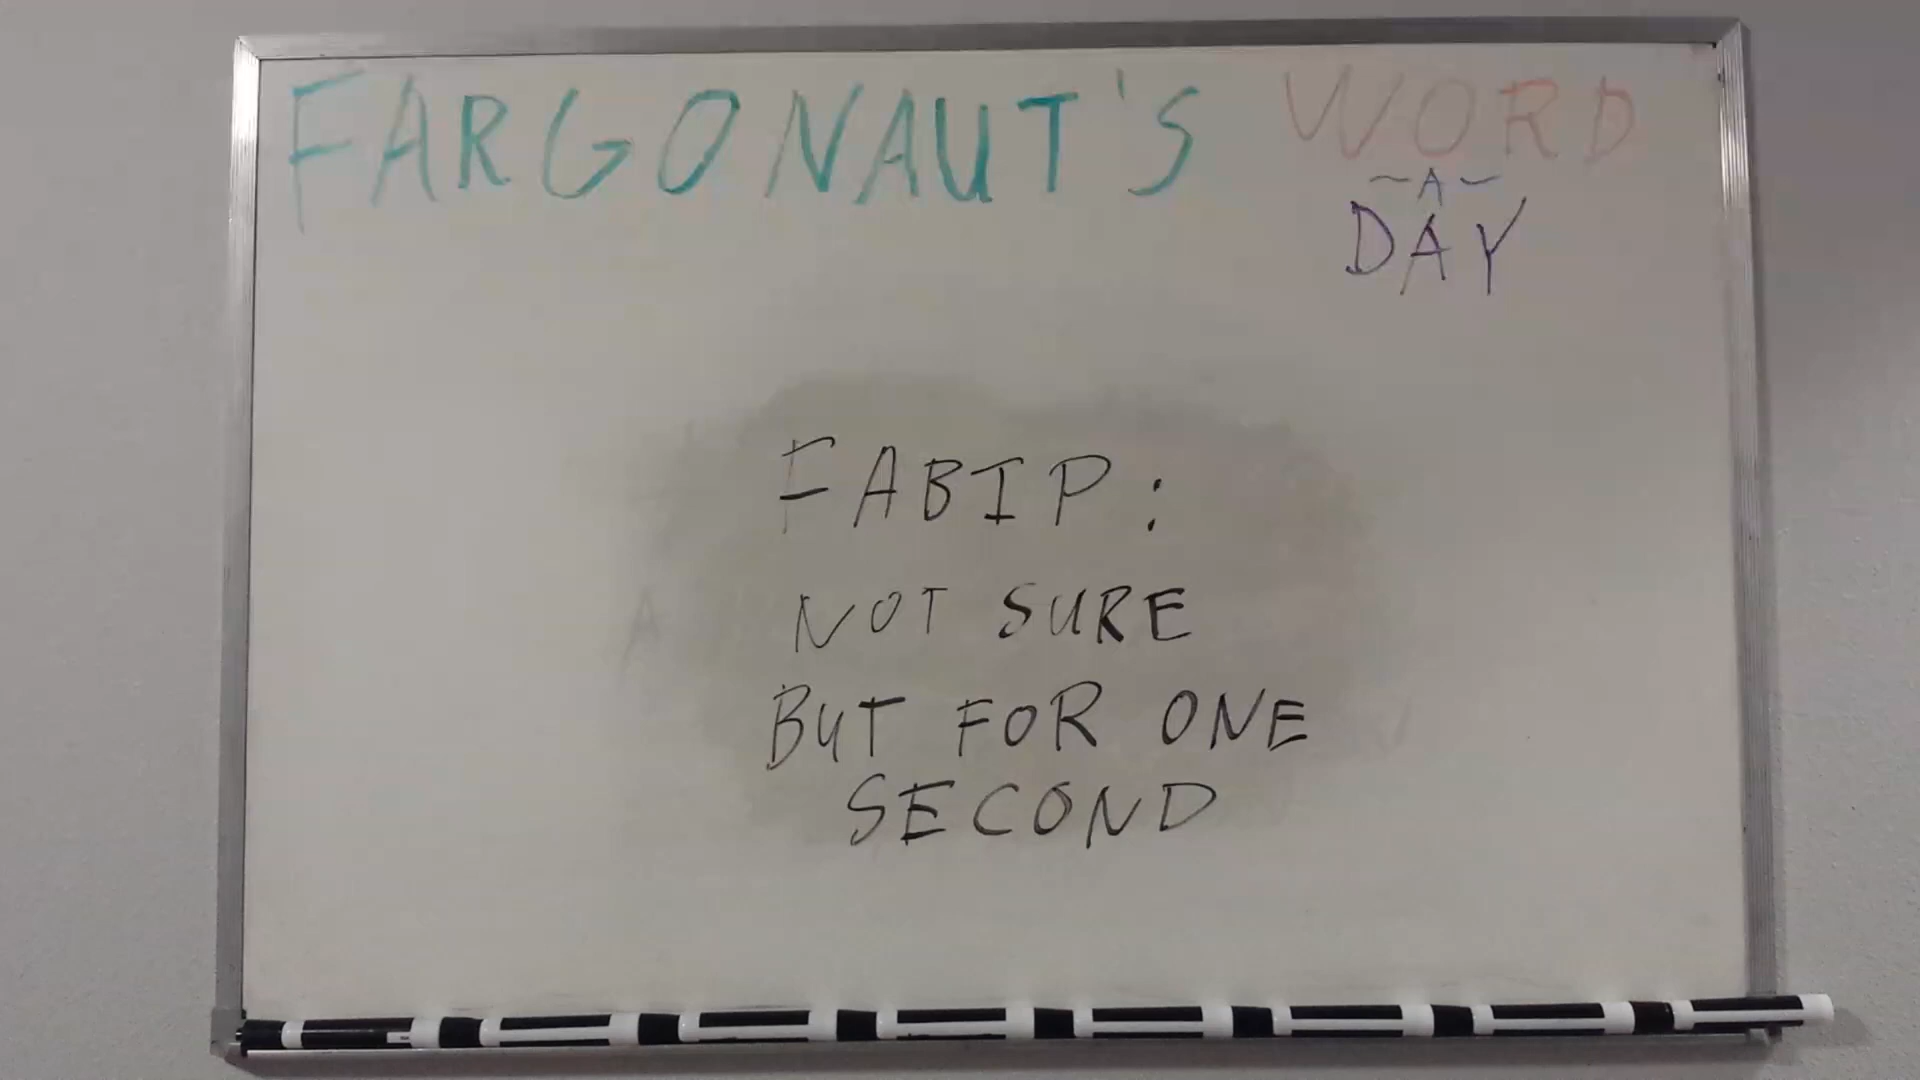 FARGONAUT'S WORD
~A~
DAY
FABIP:
NOT SURE
BUT FOR ONE
SECOND